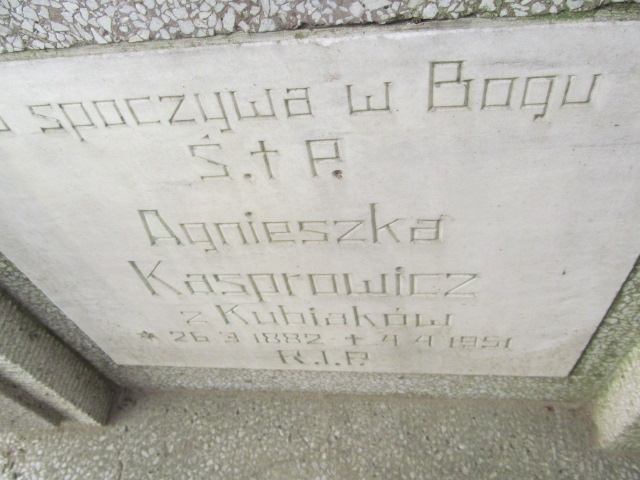 spoczywa w Bogu
Ś.†P.
Agnieszka
Kasprowicz
z Kubiaków
* 26 3 1882 † 4 4 1951
R.I.P.